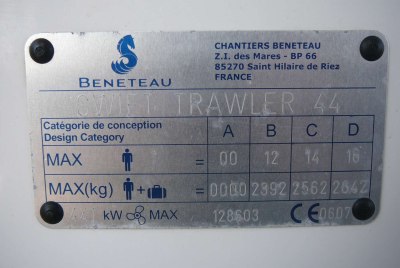 CHANTIERS BENETEAU
Z.I. des Mares - BP 66
85270 Saint Hilaire de Riez
FRANCE
BENETEAU
SWIFT TRAWLER 44
Catégorie de conception
Design Category
A B C D
MAX = 00 12 14 16
MAX(kg) + = 0000 2392 2562 2642
kW MAX 128603 CE 0607